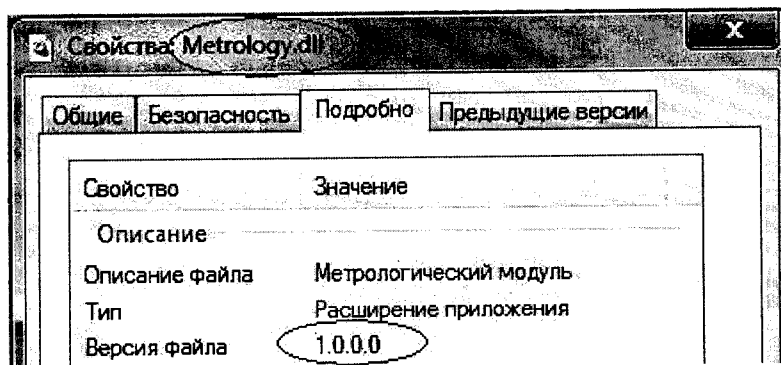 Свойства: Metrology.dll
x
Общие Безопасность Подробно Предыдущие версии
Свойство Значение
Описание
Описание файла Метрологический модуль
Тип Расширение приложения
Версия файла 1.0.0.0